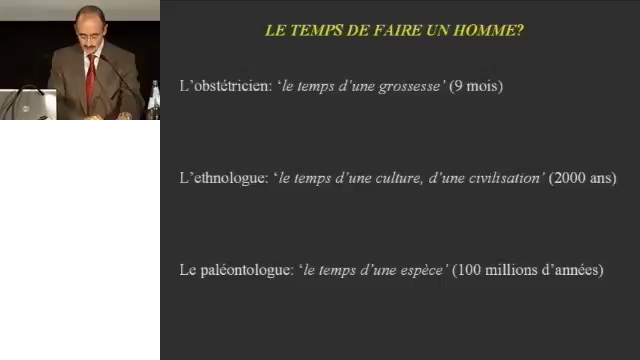 LE TEMPS DE FAIRE UN HOMME?
L’obstétricien: ‘le temps d’une grossesse’ (9 mois)
L’ethnologue: ‘le temps d’une culture, d’une civilisation’ (2000 ans)
Le paléontologue: ‘le temps d’une espèce’ (100 millions d’années)